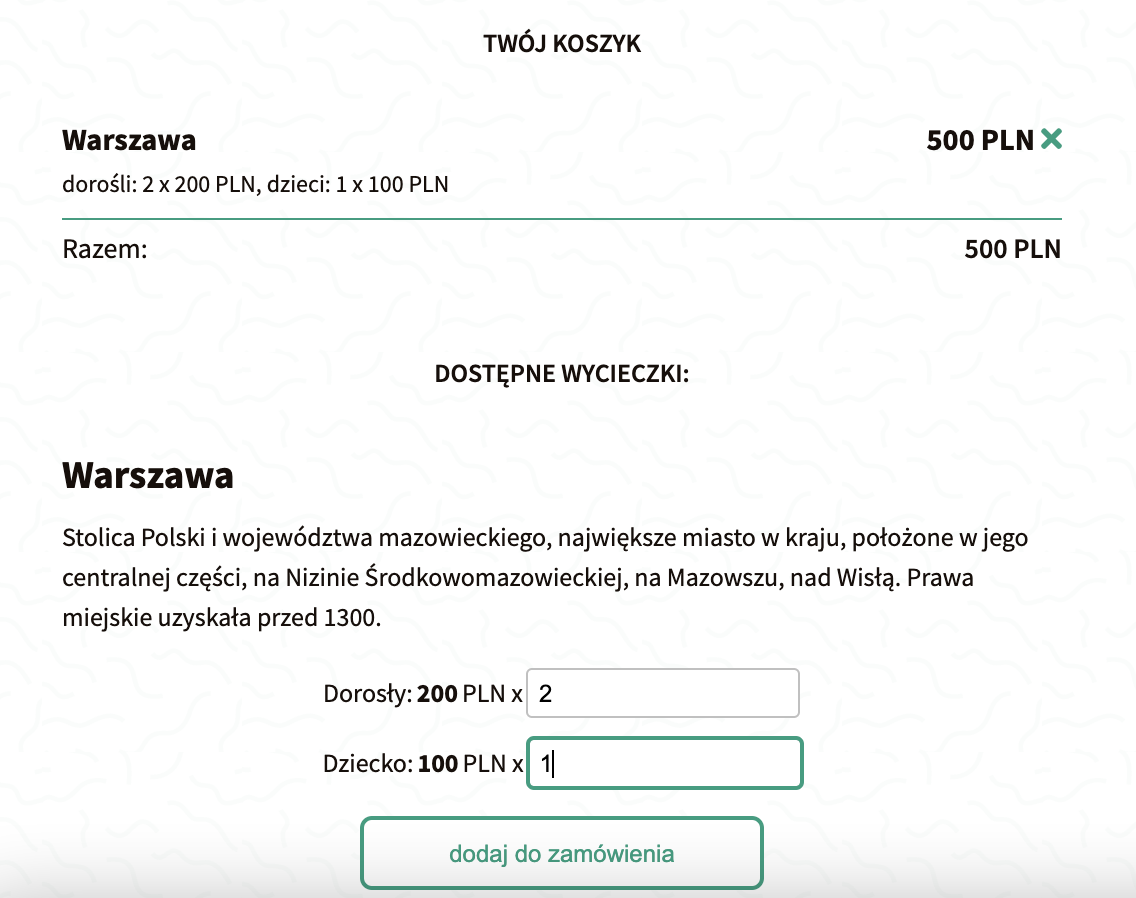 TWÓJ KOSZYK
Warszawa 500 PLN ×
dorośli: 2 x 200 PLN, dzieci: 1 x 100 PLN
Razem: 500 PLN
DOSTĘPNE WYCIECZKI:
Warszawa
Stolica Polski i województwa mazowieckiego, największe miasto w kraju, położone w jego
centralnej części, na Nizinie Środkowomazowieckiej, na Mazowszu, nad Wisłą. Prawa
miejskie uzyskała przed 1300.
Dorosły: 200 PLN x 2
Dziecko: 100 PLN x 1
dodaj do zamówienia